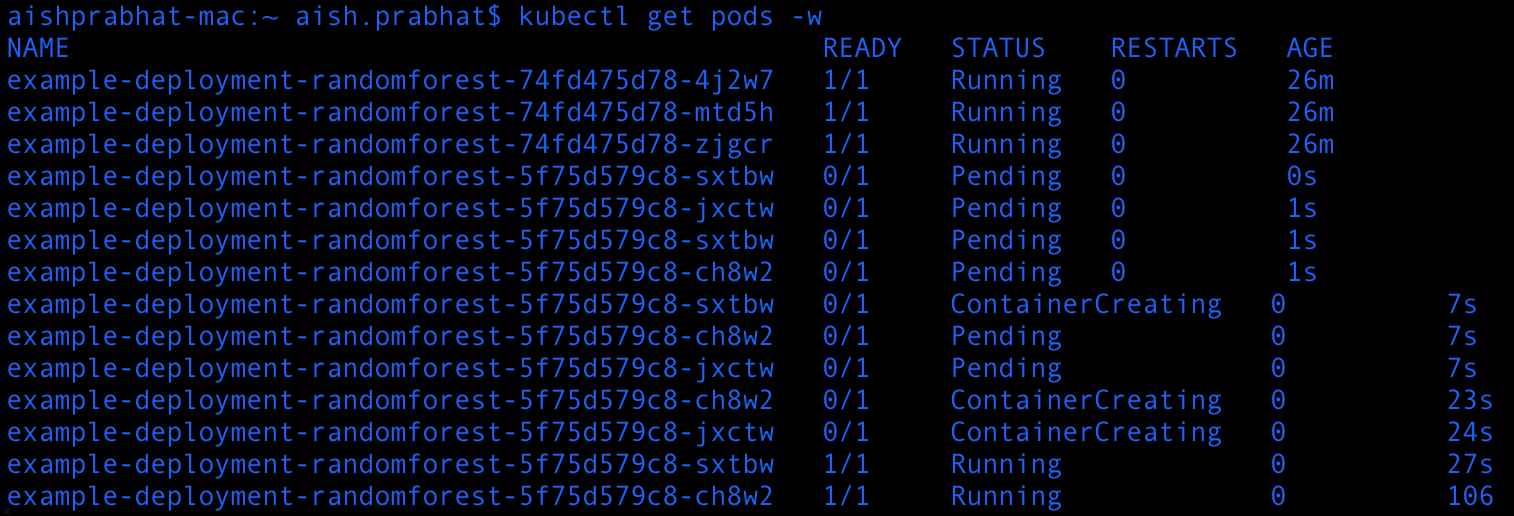 aishprabhat-mac:~ aish.prabhat$ kubectl get pods -w
NAME READY STATUS RESTARTS AGE
example-deployment-randomforest-74fd475d78-4j2w7 1/1 Running 0 26m
example-deployment-randomforest-74fd475d78-mtd5h 1/1 Running 0 26m
example-deployment-randomforest-74fd475d78-zjgcr 1/1 Running 0 26m
example-deployment-randomforest-5f75d579c8-sxtbw 0/1 Pending 0 0s
example-deployment-randomforest-5f75d579c8-jxctw 0/1 Pending 0 1s
example-deployment-randomforest-5f75d579c8-sxtbw 0/1 Pending 0 1s
example-deployment-randomforest-5f75d579c8-ch8w2 0/1 Pending 0 1s
example-deployment-randomforest-5f75d579c8-sxtbw 0/1 ContainerCreating 0 7s
example-deployment-randomforest-5f75d579c8-ch8w2 0/1 Pending 0 7s
example-deployment-randomforest-5f75d579c8-jxctw 0/1 Pending 0 7s
example-deployment-randomforest-5f75d579c8-ch8w2 0/1 ContainerCreating 0 23s
example-deployment-randomforest-5f75d579c8-jxctw 0/1 ContainerCreating 0 24s
example-deployment-randomforest-5f75d579c8-sxtbw 1/1 Running 0 27s
example-deployment-randomforest-5f75d579c8-ch8w2 1/1 Running 0 106